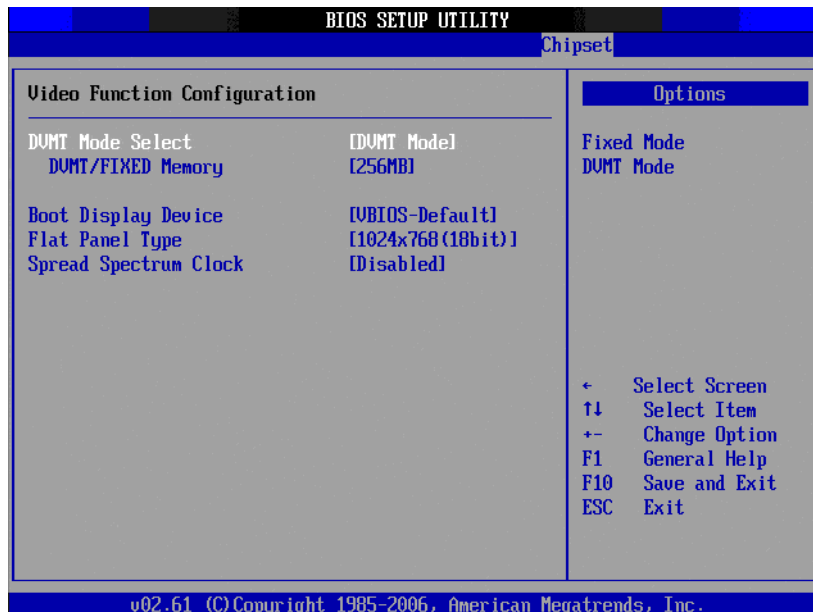 BIOS SETUP UTILITY
Chipset
Video Function Configuration
DVMT Mode Select [DVMT Mode]
DVMT/FIXED Memory [256MB]
Boot Display Device [VBIOS-Default]
Flat Panel Type [1024x768(18bit)]
Spread Spectrum Clock [Disabled]
Options
Fixed Mode
DVMT Mode
← Select Screen
↑↓ Select Item
+- Change Option
F1 General Help
F10 Save and Exit
ESC Exit
v02.61 (C)Copyright 1985-2006, American Megatrends, Inc.